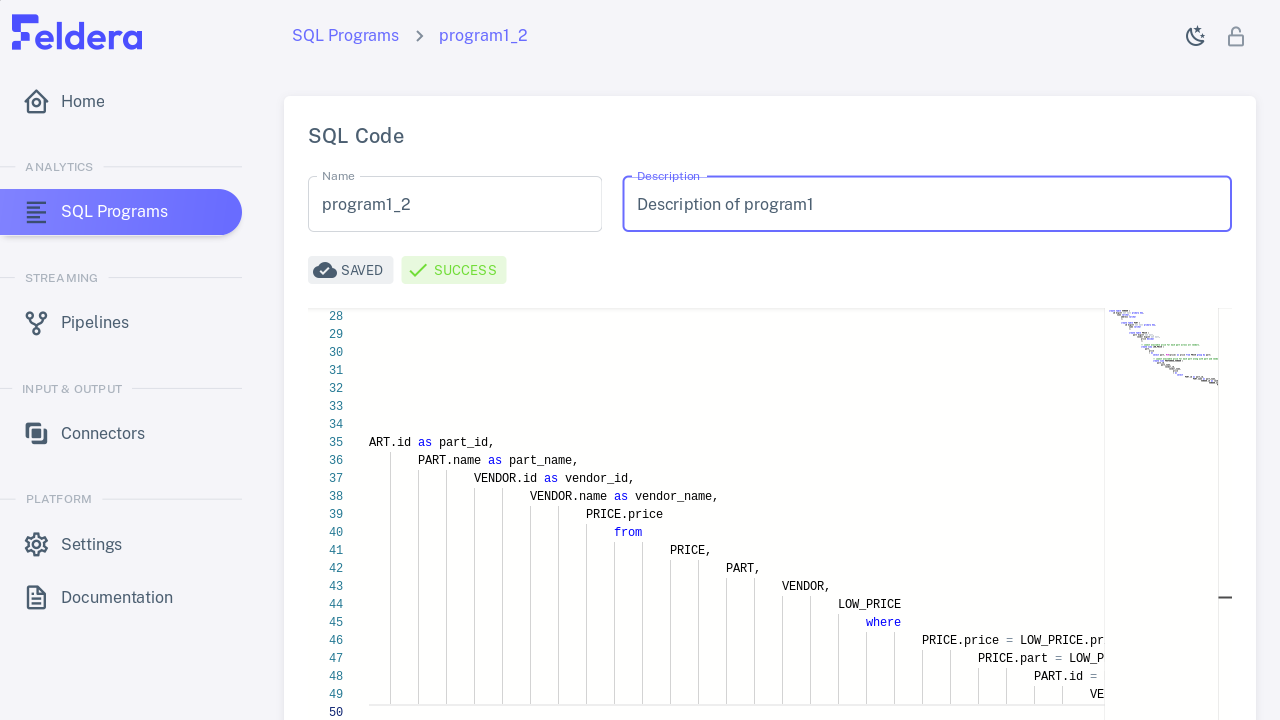 Feldera
SQL Programs > program1_2
Home
ANALYTICS
SQL Programs
STREAMING
Pipelines
INPUT & OUTPUT
Connectors
PLATFORM
Settings
Documentation
SQL Code
Name
program1_2
Description
Description of program1
SAVED
SUCCESS
28
29
30
31
32
33
34
35 ART.id as part_id,
36 PART.name as part_name,
37 VENDOR.id as vendor_id,
38 VENDOR.name as vendor_name,
39 PRICE.price
40 from
41 PRICE,
42 PART,
43 VENDOR,
44 LOW_PRICE
45 where
46 PRICE.price = LOW_PRICE.pr
47 PRICE.part = LOW_P
48 PART.id =
49 VE
50